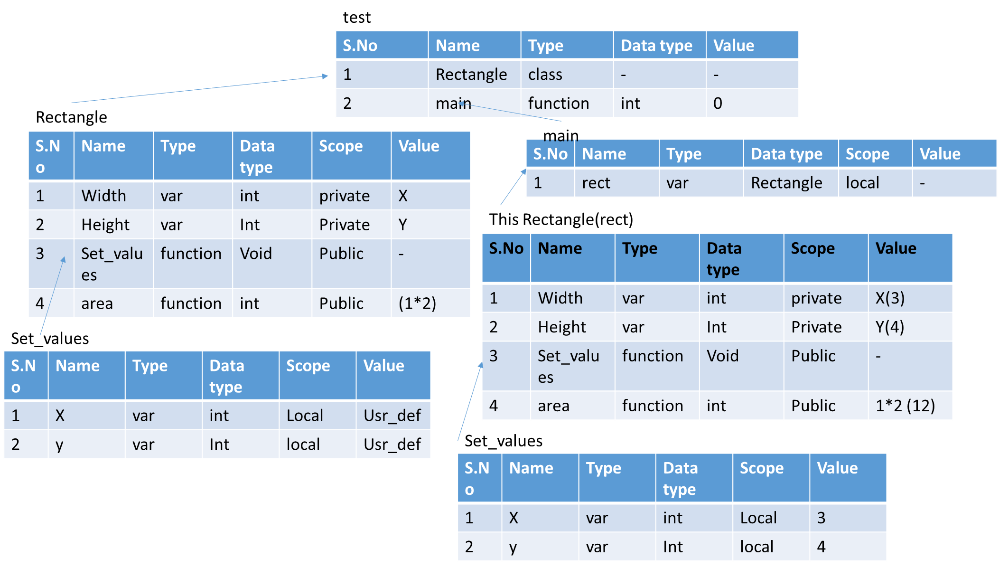 test
S.No Name Type Data type Value
1 Rectangle class - -
2 main function int 0
Rectangle
S.N
o Name Type Data
type Scope Value
1 Width var int private X
2 Height var Int Private Y
3 Set_valu
es function Void Public -
4 area function int Public (1*2)
Set_values
S.N
o Name Type Data
type Scope Value
1 X var int Local Usr_def
2 y var Int local Usr_def
main
S.No Name Type Data type Scope Value
1 rect var Rectangle local -
This Rectangle(rect)
S.No Name Type Data
type Scope Value
1 Width var int private X(3)
2 Height var Int Private Y(4)
3 Set_valu
es function Void Public -
4 area function int Public 1*2 (12)
Set_values
S.N
o Name Type Data
type Scope Value
1 X var int Local 3
2 y var Int local 4